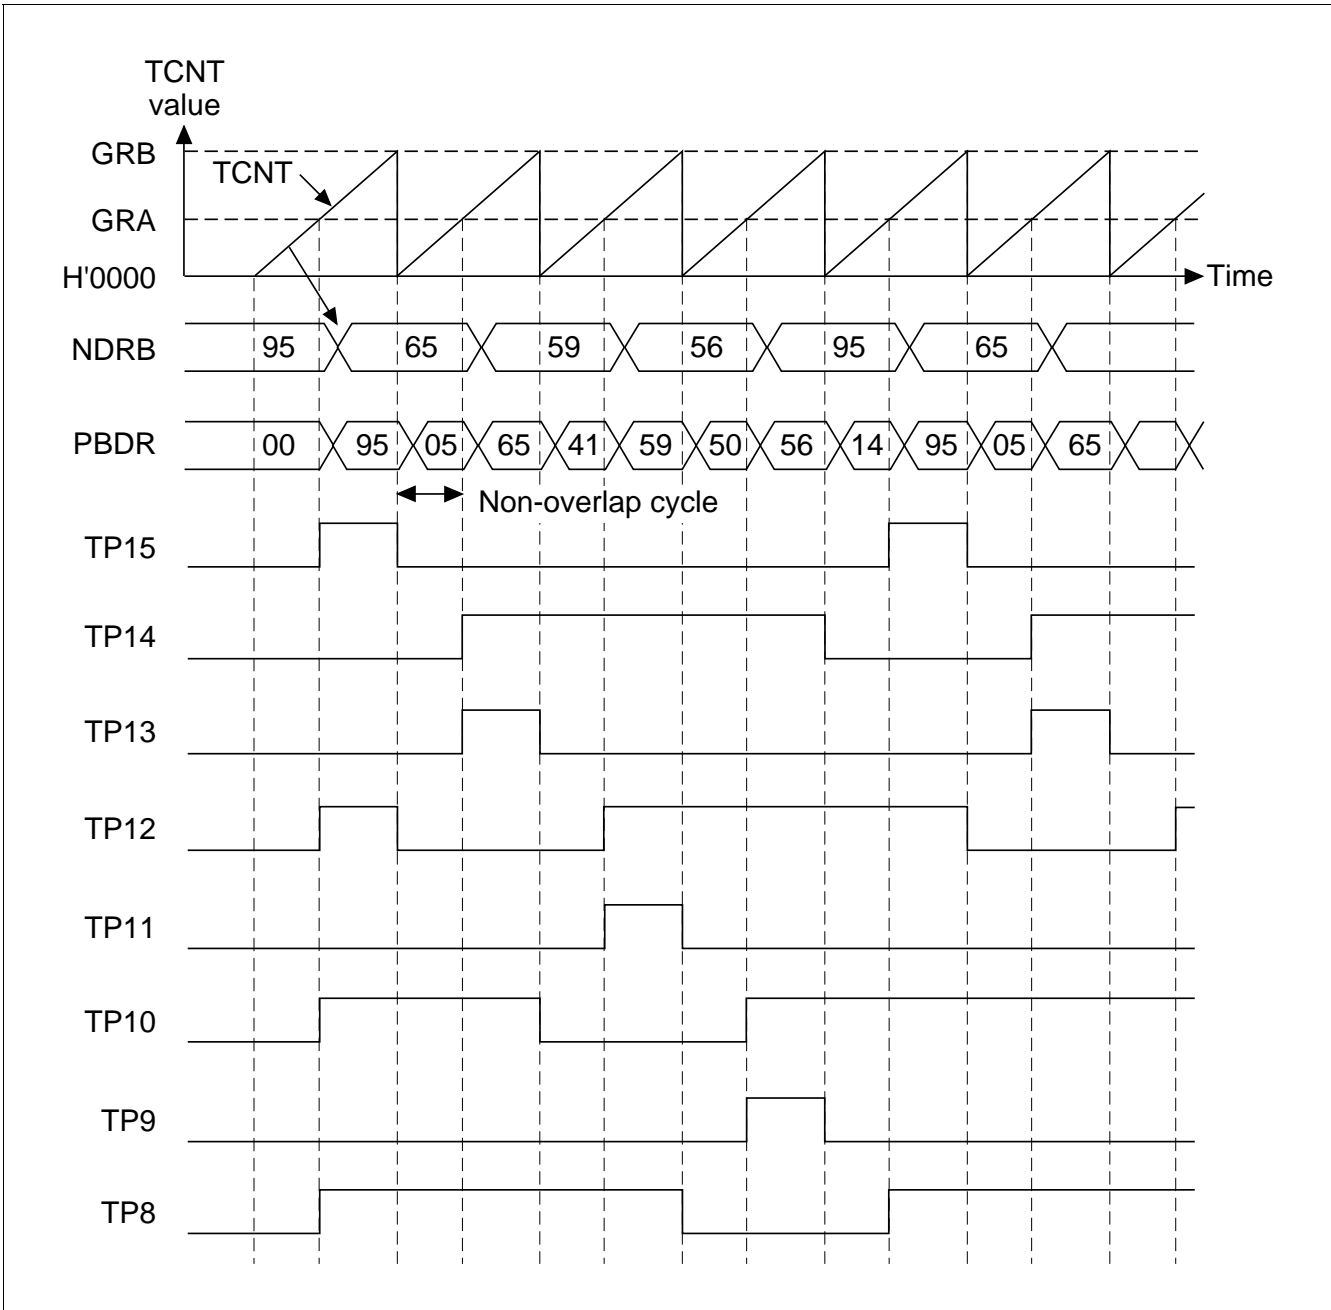 TCNT
value
GRB
TCNT
GRA
H'0000
Time
NDRB 95 65 59 56 95 65
PBDR 00 95 05 65 41 59 50 56 14 95 05 65
Non-overlap cycle
TP15
TP14
TP13
TP12
TP11
TP10
TP9
TP8